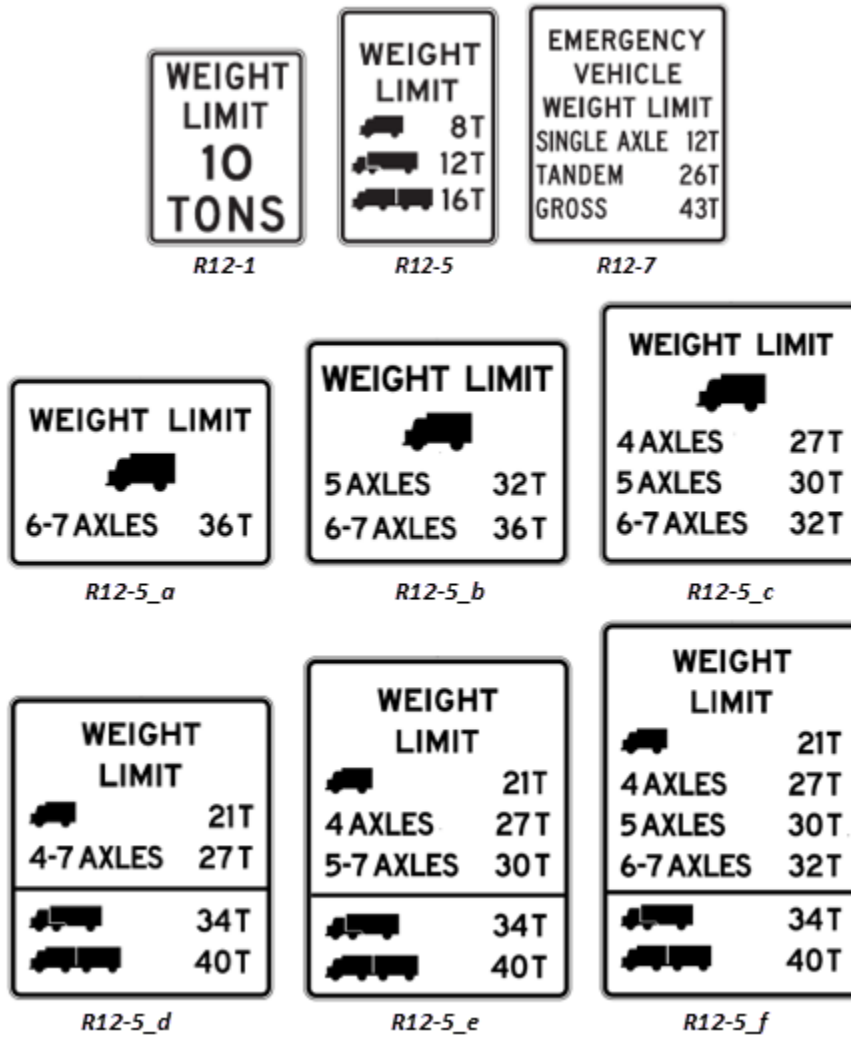 WEIGHT
LIMIT
10
TONS
R12-1
WEIGHT
LIMIT
8T
12T
16T
R12-5
EMERGENCY
VEHICLE
WEIGHT LIMIT
SINGLE AXLE 12T
TANDEM 26T
GROSS 43T
R12-7
WEIGHT LIMIT
6-7 AXLES 36T
R12-5_a
WEIGHT LIMIT
5 AXLES 32T
6-7 AXLES 36T
R12-5_b
WEIGHT LIMIT
4 AXLES 27T
5 AXLES 30T
6-7 AXLES 32T
R12-5_c
WEIGHT
LIMIT
21T
4-7 AXLES 27T
34T
40T
R12-5_d
WEIGHT
LIMIT
21T
4 AXLES 27T
5-7 AXLES 30T
34T
40T
R12-5_e
WEIGHT
LIMIT
21T
4 AXLES 27T
5 AXLES 30T
6-7 AXLES 32T
34T
40T
R12-5_f